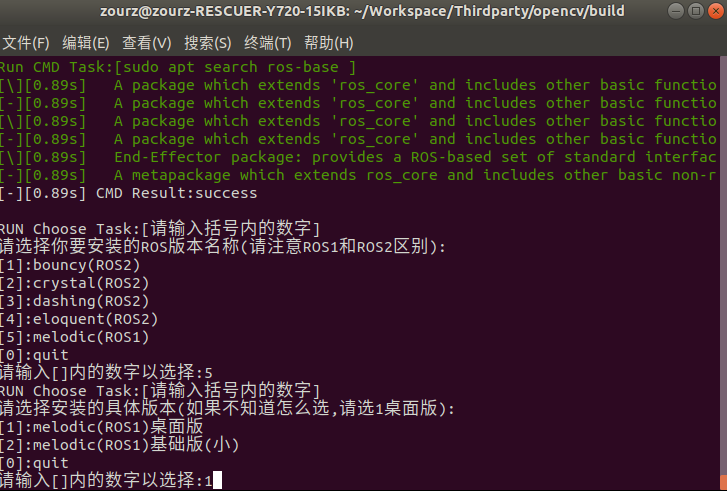 zourz@zourz-RESCUER-Y720-15IKB: ~/Workspace/Thirdparty/opencv/build
文件(F) 编辑(E) 查看(V) 搜索(S) 终端(T) 帮助(H)
Run CMD Task:[sudo apt search ros-base ]
[\][0.89s] A package which extends 'ros_core' and includes other basic functio
[-][0.89s] A package which extends 'ros_core' and includes other basic functio
[\][0.89s] A package which extends 'ros_core' and includes other basic functio
[-][0.89s] A package which extends 'ros_core' and includes other basic functio
[\][0.89s] End-Effector package: provides a ROS-based set of standard interfac
[-][0.89s] A metapackage which extends ros_core and includes other basic non-r
[-][0.89s] CMD Result:success
RUN Choose Task:[请输入括号内的数字]
请选择你要安装的ROS版本名称(请注意ROS1和ROS2区别):
[1]:bouncy(ROS2)
[2]:crystal(ROS2)
[3]:dashing(ROS2)
[4]:eloquent(ROS2)
[5]:melodic(ROS1)
[0]:quit
请输入[]内的数字以选择:5
RUN Choose Task:[请输入括号内的数字]
请选择安装的具体版本(如果不知道怎么选,请选1桌面版):
[1]:melodic(ROS1)桌面版
[2]:melodic(ROS1)基础版(小)
[0]:quit
请输入[]内的数字以选择:1